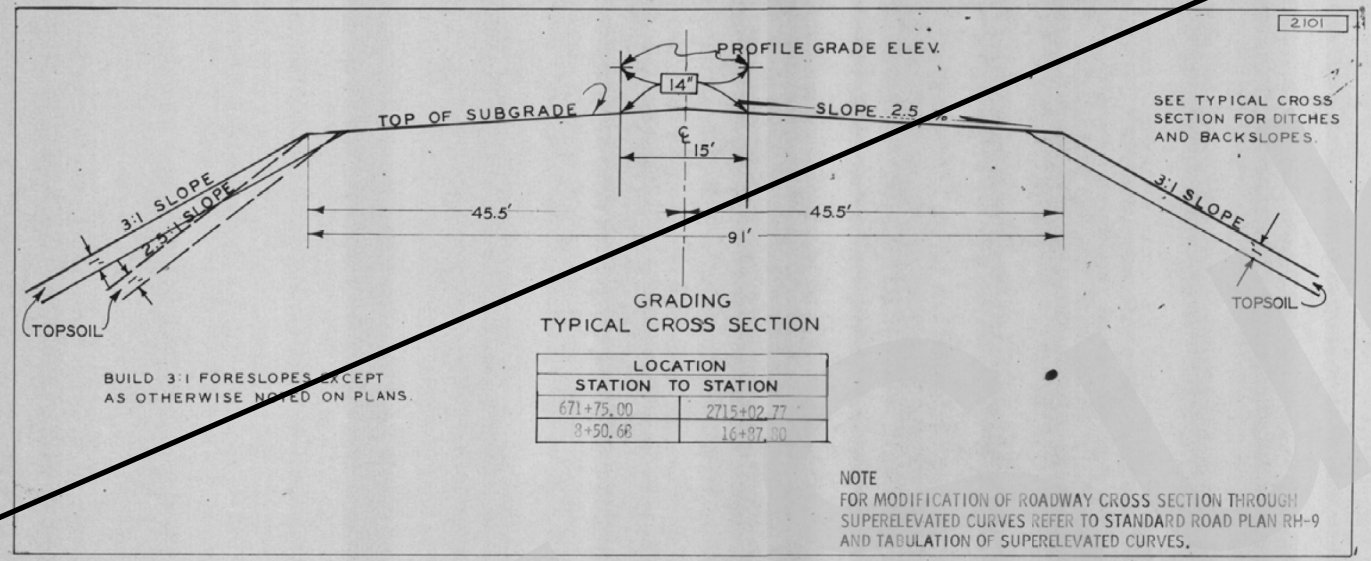 2101
PROFILE GRADE ELEV.
14"
TOP OF SUBGRADE
SLOPE 2.5 %
SEE TYPICAL CROSS
SECTION FOR DITCHES
AND BACKSLOPES.
℄
15'
3:1 SLOPE
2.5:1 SLOPE
3:1 SLOPE
45.5'
45.5'
91'
TOPSOIL
TOPSOIL
GRADING
TYPICAL CROSS SECTION
BUILD 3:1 FORESLOPES EXCEPT
AS OTHERWISE NOTED ON PLANS.
LOCATION
STATION TO STATION
671+75.00 2715+02.77
8+50.68
NOTE
FOR MODIFICATION OF ROADWAY CROSS SECTION THROUGH
SUPERELEVATED CURVES REFER TO STANDARD ROAD PLAN RH-9
AND TABULATION OF SUPERELEVATED CURVES.